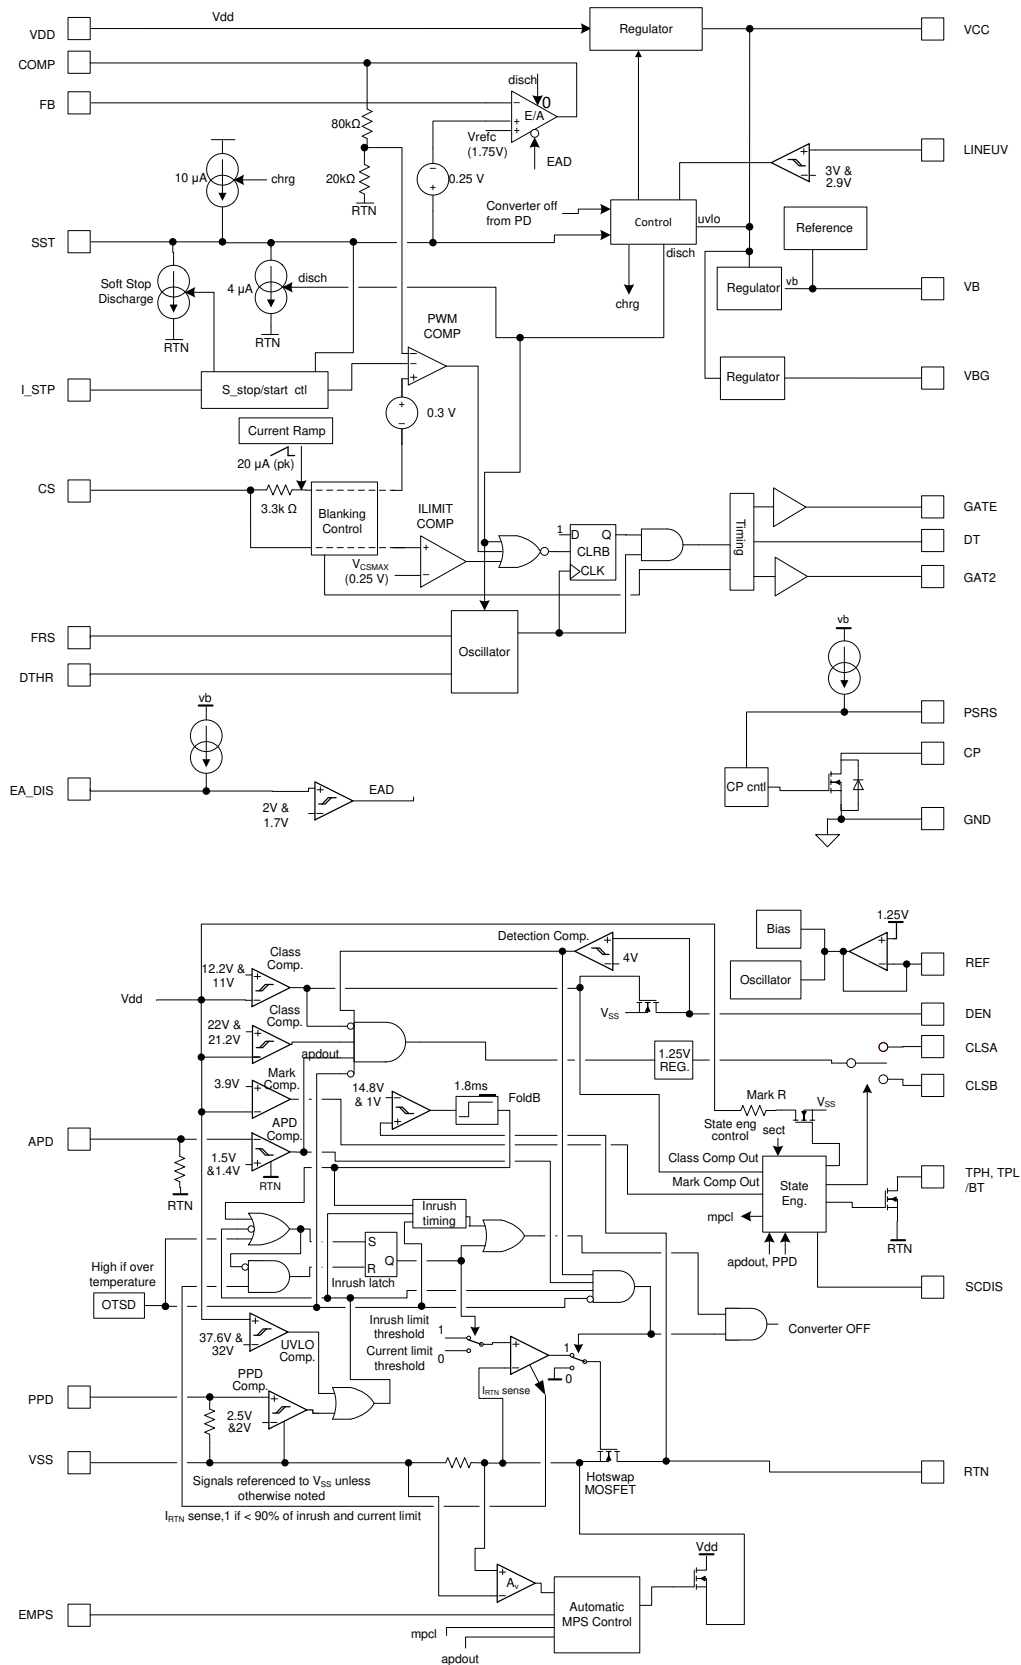 VDD
Vdd
Regulator
VCC
COMP
FB
disch
0
E/A
80kΩ
Vrefc
(1.75V)
EAD
LINEUV
3V &
2.9V
10 µA
chrg
20kΩ
RTN
0.25 V
Converter off
from PD
Control
uvlo
disch
chrg
Reference
SST
Soft Stop
Discharge
4 µA
disch
RTN
RTN
Regulator
vb
VB
PWM
COMP
I_STP
S_stop/start ctl
0.3 V
Regulator
VBG
Current Ramp
20 µA (pk)
CS
3.3k Ω
Blanking
Control
ILIMIT
COMP
VCSMAX
(0.25 V)
1
D
Q
CLRB
CLK
Timing
GATE
DT
GAT2
FRS
DTHR
Oscillator
vb
PSRS
CP
CP cntl
GND
vb
EA_DIS
2V &
1.7V
EAD
Bias
1.25V
Oscillator
REF
Detection Comp.
4V
Class
Comp.
12.2V &
11V
Vdd
VSS
DEN
Class
Comp.
22V &
21.2V
apdout
1.25V
REG.
CLSA
CLSB
Mark
Comp.
3.9V
14.8V
& 1V
1.8ms
FoldB
Mark R
VSS
State eng
control
sect
APD
APD
Comp.
1.5V
&1.4V
RTN
RTN
Class Comp Out
Mark Comp Out
State
Eng.
mpcl
apdout, PPD
TPH, TPL
/BT
RTN
Inrush
timing
S
R
Q
Inrush latch
SCDIS
High if over
temperature
OTSD
Inrush limit
threshold
Current limit
threshold
1
0
1
0
Converter OFF
37.6V &
32V
UVLO
Comp.
PPD
Comp.
PPD
2.5V
&2V
IRTN sense
VSS
Signals referenced to VSS unless
otherwise noted
Hotswap
MOSFET
RTN
IRTN sense,1 if < 90% of inrush and current limit
Av
Vdd
EMPS
Automatic
MPS Control
mpcl
apdout